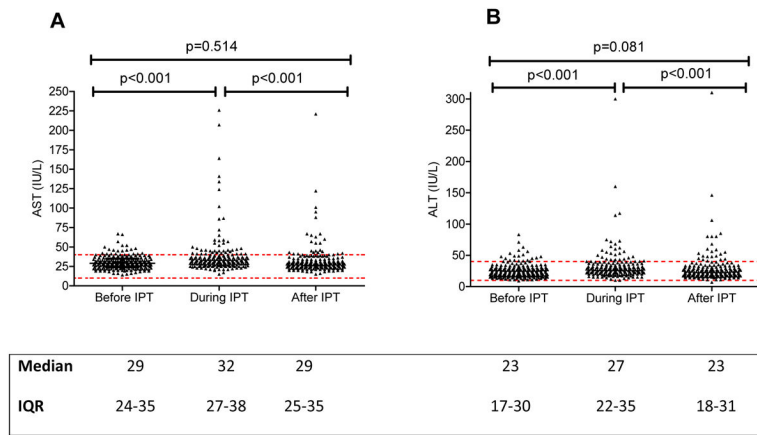 A
p=0.514
p<0.001 p<0.001
AST (IU/L)
250
225
200
175
150
125
100
75
50
25
0
Before IPT During IPT After IPT
B
p=0.081
p<0.001 p<0.001
ALT (IU/L)
300
250
200
150
100
50
0
Before IPT During IPT After IPT
Median 29 32 29 23 27 23
IQR 24-35 27-38 25-35 17-30 22-35 18-31